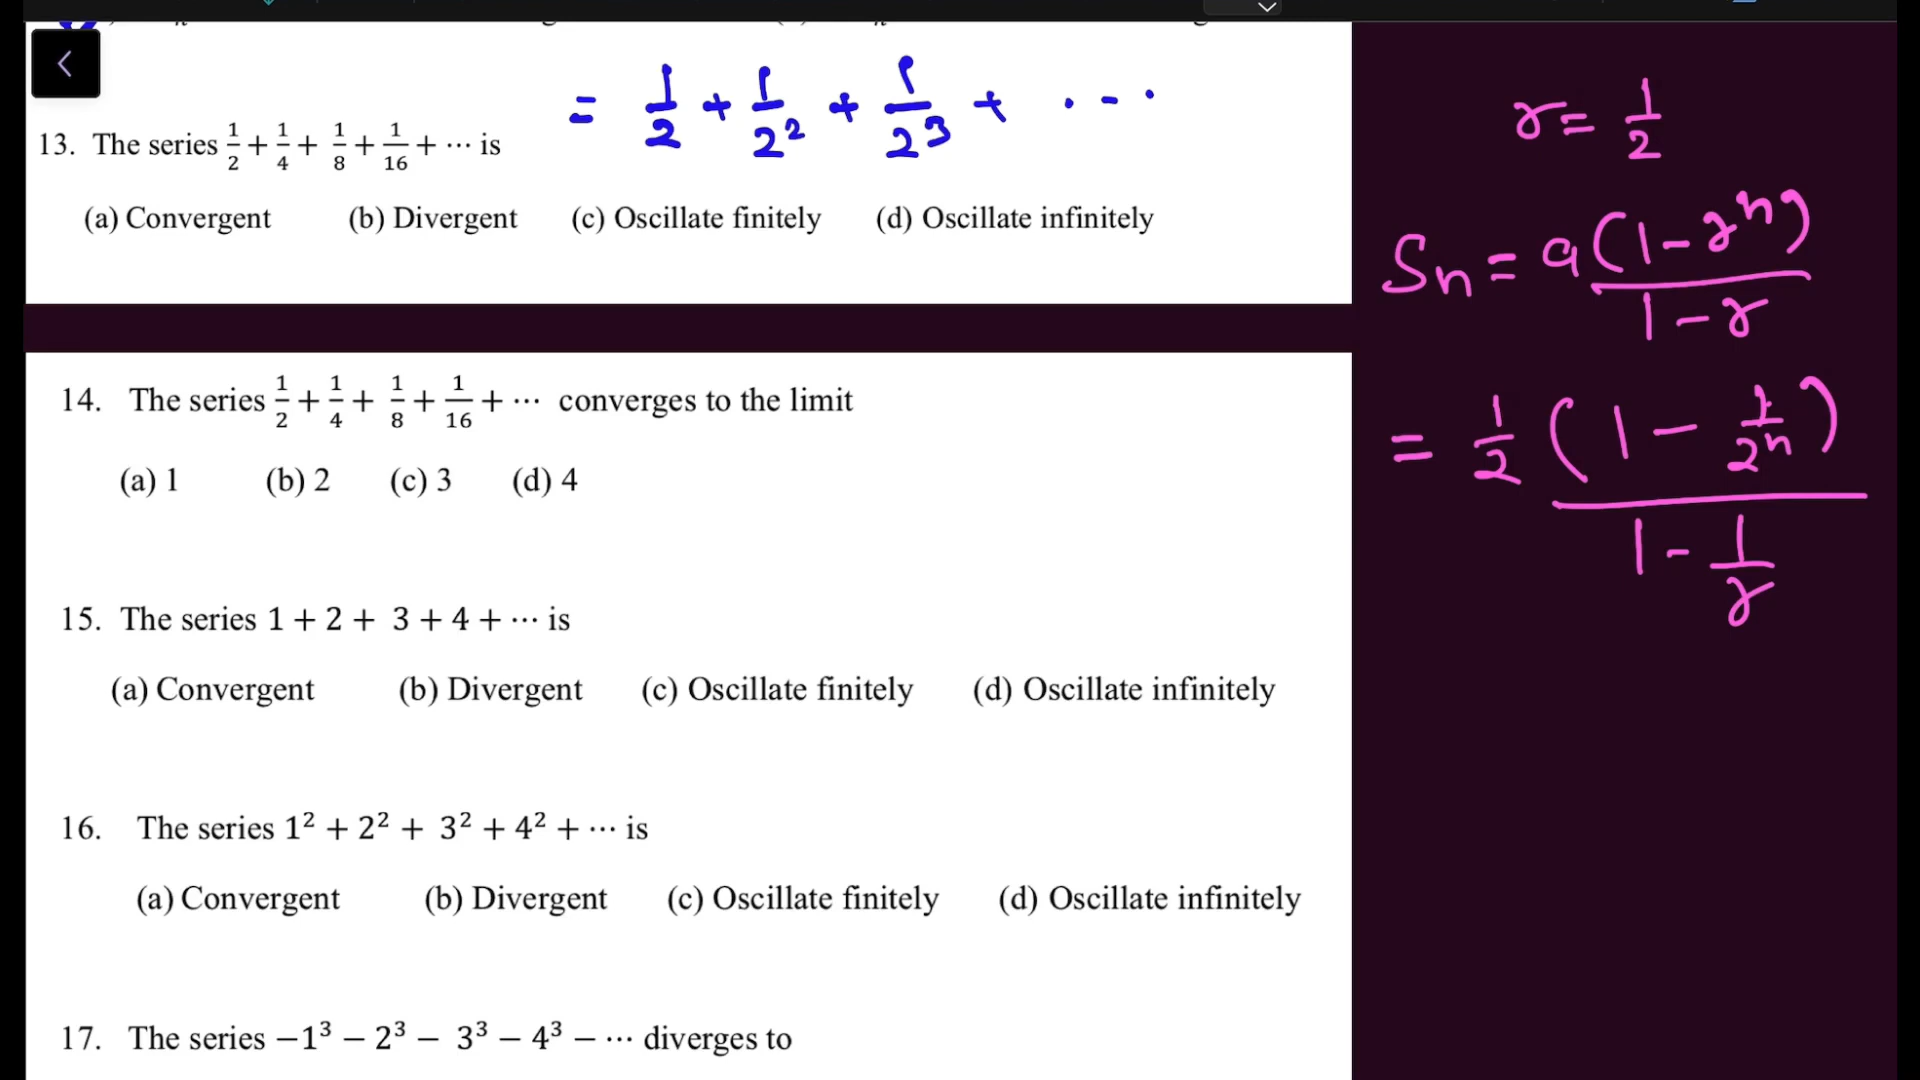 = 1/2 + 1/2² + 1/2³ + ...
13. The series 1/2 + 1/4 + 1/8 + 1/16 + ⋯ is
(a) Convergent (b) Divergent (c) Oscillate finitely (d) Oscillate infinitely
14. The series 1/2 + 1/4 + 1/8 + 1/16 + ⋯ converges to the limit
(a) 1 (b) 2 (c) 3 (d) 4
15. The series 1 + 2 + 3 + 4 + ⋯ is
(a) Convergent (b) Divergent (c) Oscillate finitely (d) Oscillate infinitely
16. The series 1² + 2² + 3² + 4² + ⋯ is
(a) Convergent (b) Divergent (c) Oscillate finitely (d) Oscillate infinitely
17. The series −1³ − 2³ − 3³ − 4³ − ⋯ diverges to
r = 1/2
Sn = a(1 - rⁿ)/(1 - r)
= 1/2 (1 - 1/2ⁿ)/(1 - 1/r)